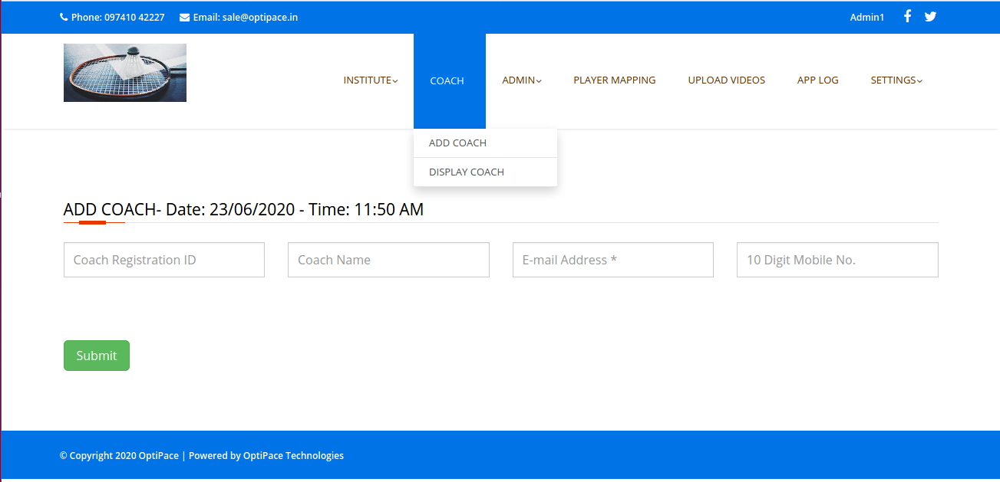 Phone: 097410 42227 Email: sale@optipace.in Admin1
INSTITUTE COACH ADMIN PLAYER MAPPING UPLOAD VIDEOS APP LOG SETTINGS
ADD COACH
DISPLAY COACH
ADD COACH- Date: 23/06/2020 - Time: 11:50 AM
Coach Registration ID Coach Name E-mail Address * 10 Digit Mobile No.
Submit
© Copyright 2020 OptiPace | Powered by OptiPace Technologies